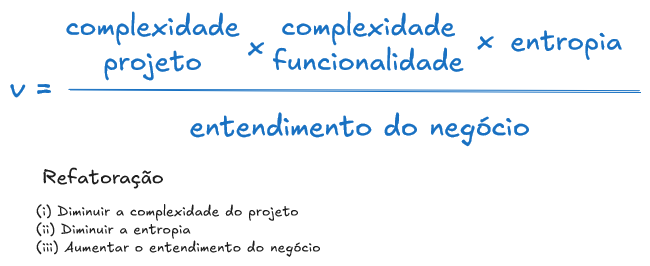 complexidade projeto × complexidade funcionalidade × entropia
v =
entendimento do negócio
Refatoração
(i) Diminuir a complexidade do projeto
(ii) Diminuir a entropia
(iii) Aumentar o entendimento do negócio